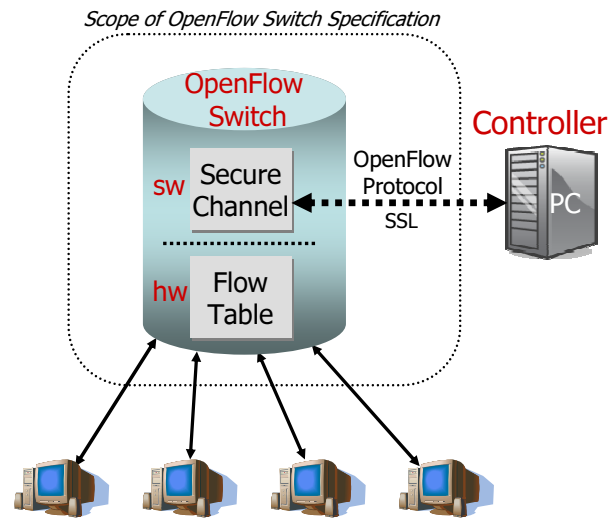 Scope of OpenFlow Switch Specification
OpenFlow
Switch
Controller
sw
Secure
Channel
OpenFlow
Protocol
SSL
PC
hw
Flow
Table